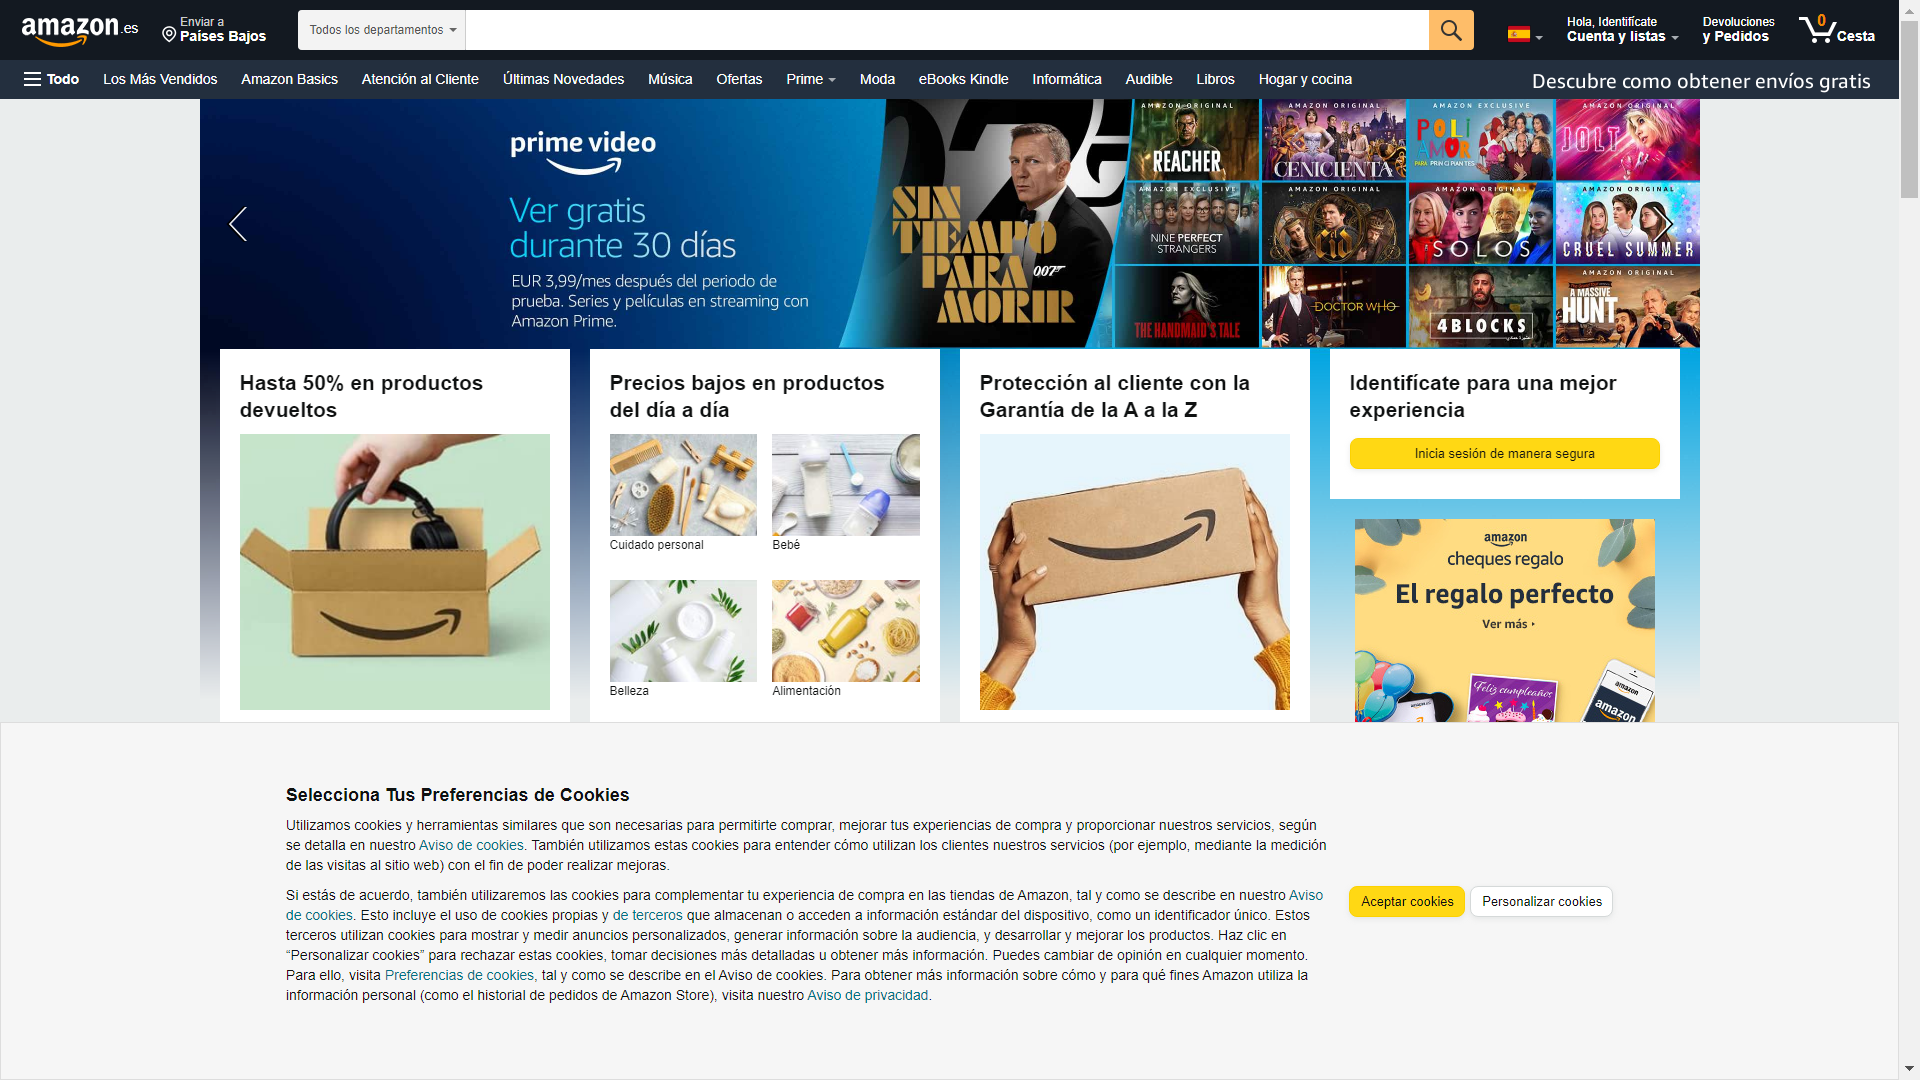 amazon.es
Enviar a
Países Bajos
Todos los departamentos
Hola, Identifícate
Cuenta y listas
Devoluciones
y Pedidos
0
Cesta
Todo
Los Más Vendidos
Amazon Basics
Atención al Cliente
Últimas Novedades
Música
Ofertas
Prime
Moda
eBooks Kindle
Informática
Audible
Libros
Hogar y cocina
Descubre como obtener envíos gratis
prime video
Ver gratis
durante 30 días
EUR 3,99/mes después del periodo de
prueba. Series y películas en streaming con
Amazon Prime.
SIN
TIEMPO
PARA
MORIR
007
AMAZON ORIGINAL
REACHER
AMAZON ORIGINAL
CENICIENTA
AMAZON EXCLUSIVE
POLI
AMOR
PARA PRINCIPIANTES
AMAZON ORIGINAL
JOLT
AMAZON EXCLUSIVE
NINE PERFECT
STRANGERS
AMAZON ORIGINAL
el
cid
AMAZON ORIGINAL
SOLOS
AMAZON ORIGINAL
CRUEL SUMMER
THE HANDMAID'S TALE
DOCTOR WHO
4BLOCKS
AMAZON ORIGINAL
A MASSIVE
HUNT
Hasta 50% en productos
devueltos
Precios bajos en productos
del día a día
Cuidado personal
Bebé
Belleza
Alimentación
Protección al cliente con la
Garantía de la A a la Z
Identifícate para una mejor
experiencia
Inicia sesión de manera segura
amazon
cheques regalo
El regalo perfecto
Ver más
Feliz cumpleaños
amazon
amazon
Selecciona Tus Preferencias de Cookies
Utilizamos cookies y herramientas similares que son necesarias para permitirte comprar, mejorar tus experiencias de compra y proporcionar nuestros servicios, según
se detalla en nuestro Aviso de cookies. También utilizamos estas cookies para entender cómo utilizan los clientes nuestros servicios (por ejemplo, mediante la medición
de las visitas al sitio web) con el fin de poder realizar mejoras.
Si estás de acuerdo, también utilizaremos las cookies para complementar tu experiencia de compra en las tiendas de Amazon, tal y como se describe en nuestro Aviso
de cookies. Esto incluye el uso de cookies propias y de terceros que almacenan o acceden a información estándar del dispositivo, como un identificador único. Estos
terceros utilizan cookies para mostrar y medir anuncios personalizados, generar información sobre la audiencia, y desarrollar y mejorar los productos. Haz clic en
“Personalizar cookies” para rechazar estas cookies, tomar decisiones más detalladas u obtener más información. Puedes cambiar de opinión en cualquier momento.
Para ello, visita Preferencias de cookies, tal y como se describe en el Aviso de cookies. Para obtener más información sobre cómo y para qué fines Amazon utiliza la
información personal (como el historial de pedidos de Amazon Store), visita nuestro Aviso de privacidad.
Aceptar cookies
Personalizar cookies